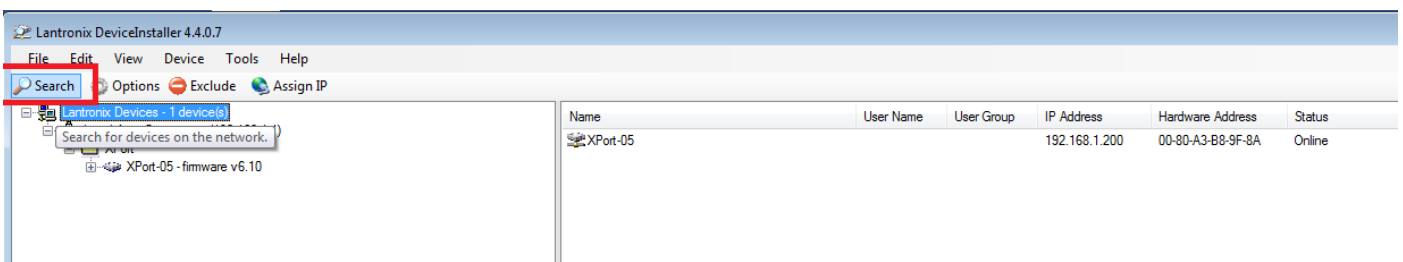 Lantronix DeviceInstaller 4.4.0.7
File Edit View Device Tools Help
Search Options Exclude Assign IP
Lantronix Devices - 1 device(s)
Search for devices on the network.
XPort
XPort-05 - firmware v6.10
Name User Name User Group IP Address Hardware Address Status
XPort-05 192.168.1.200 00-80-A3-B8-9F-8A Online